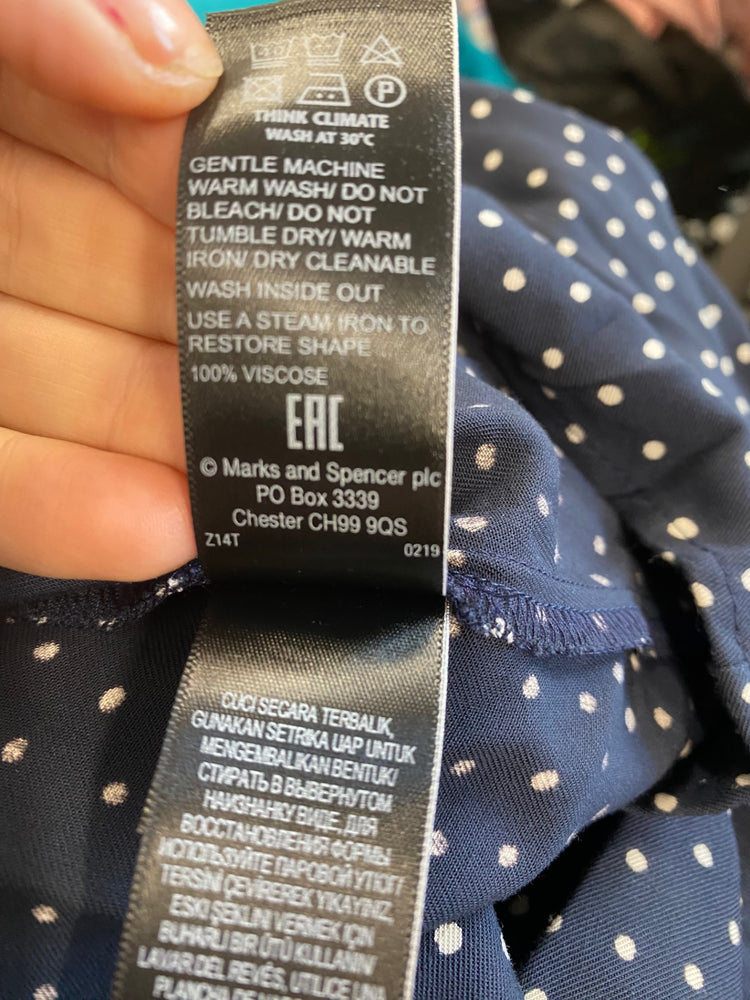 THINK CLIMATE
WASH AT 30°C
GENTLE MACHINE
WARM WASH/ DO NOT
BLEACH/ DO NOT
TUMBLE DRY/ WARM
IRON/ DRY CLEANABLE
WASH INSIDE OUT
USE A STEAM IRON TO
RESTORE SHAPE
100% VISCOSE
EAC
© Marks and Spencer plc
PO Box 3339
Chester CH99 9QS
Z14T 0219
CUCI SECARA TERBALIK,
GUNAKAN SETRIKA UAP UNTUK
MENGEMBALIKAN BENTUK/
СТИРАТЬ В ВЫВЕРНУТОМ
НАИЗНАНКУ ВИДЕ, ДЛЯ
ВОССТАНОВЛЕНИЯ ФОРМЫ
ИСПОЛЬЗУЙТЕ ПАРОВОЙ УТЮГ/
TERSİNİ ÇEVİREREK YIKAYINIZ.
ESKİ ŞEKLİNİ VERMEK İÇİN
BUHARLI BİR ÜTÜ KULLANIN/
LAVAR DEL REVÉS, UTILICE UNA
PLANCHA DE